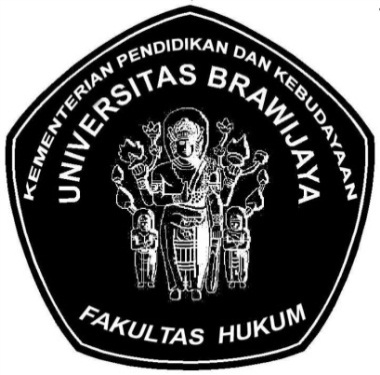 KEMENTERIAN PENDIDIKAN DAN KEBUDAYAAN
UNIVERSITAS BRAWIJAYA
FAKULTAS HUKUM